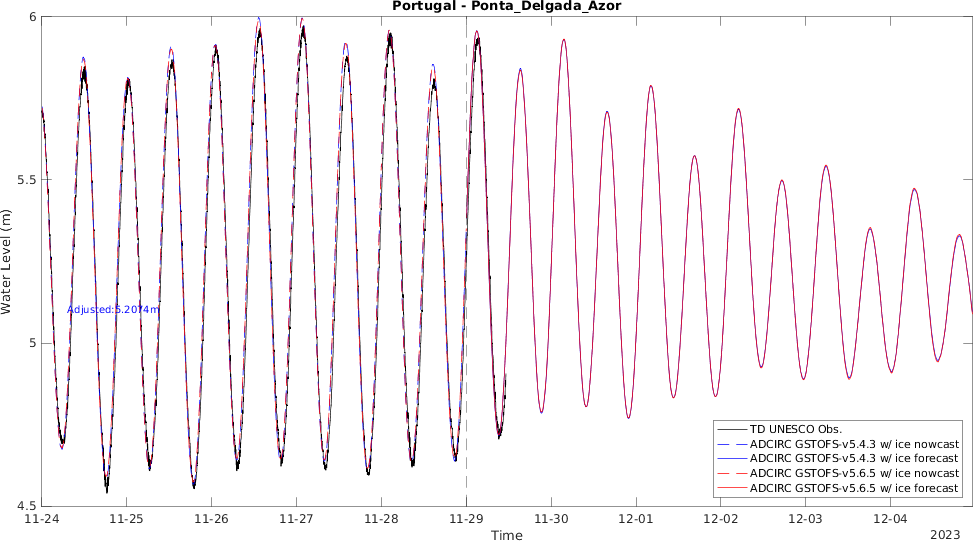 Portugal - Ponta_Delgada_Azor
6
5.5
5
4.5
Water Level (m)
Adjusted:5.2074m
TD UNESCO Obs.
ADCIRC GSTOFS-v5.4.3 w/ ice nowcast
ADCIRC GSTOFS-v5.4.3 w/ ice forecast
ADCIRC GSTOFS-v5.6.5 w/ ice nowcast
ADCIRC GSTOFS-v5.6.5 w/ ice forecast
11-24 11-25 11-26 11-27 11-28 11-29 11-30 12-01 12-02 12-03 12-04
Time
2023